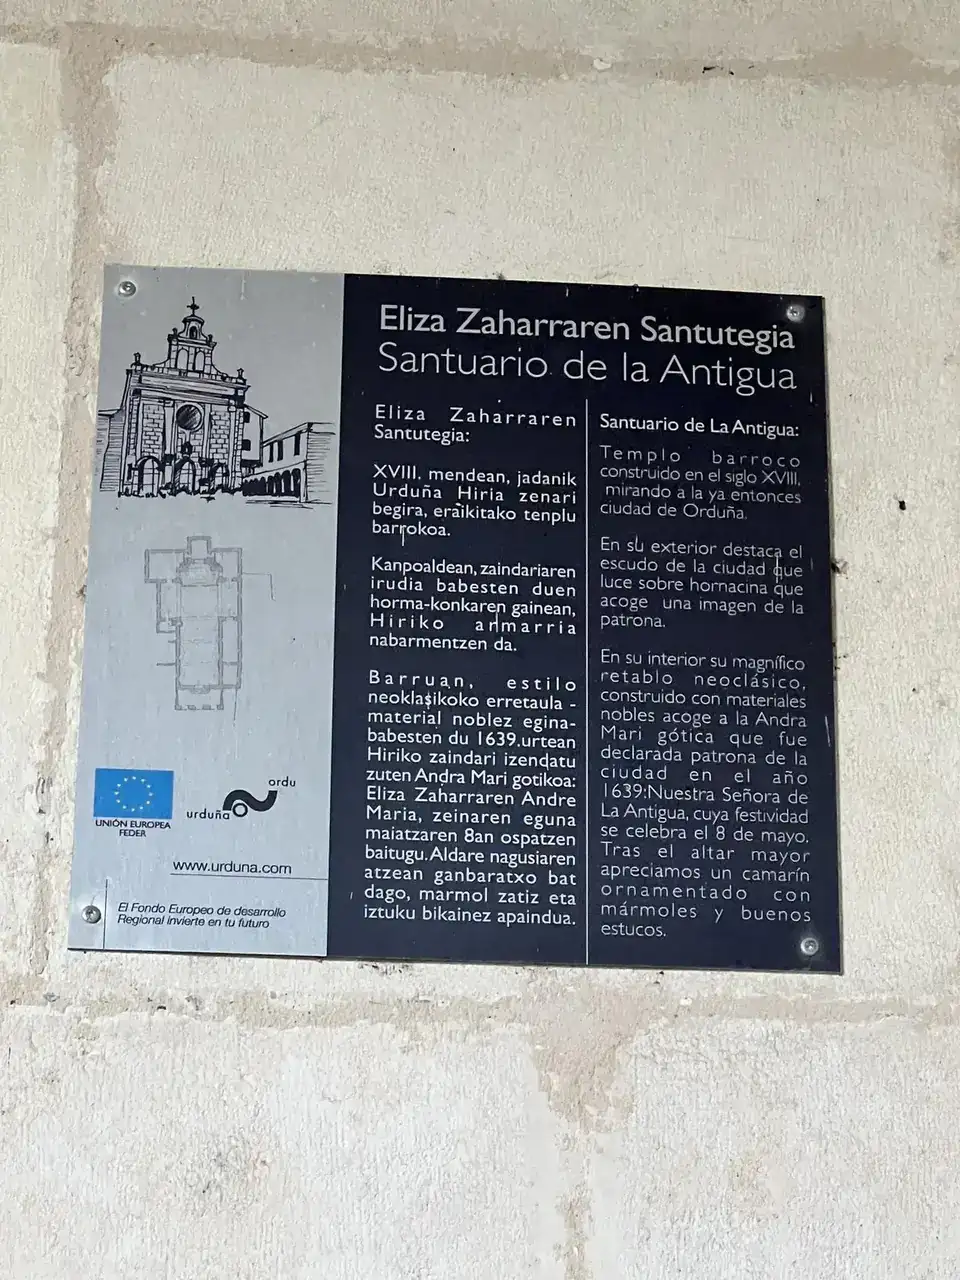 Eliza Zaharraren Santutegia
Santuario de la Antigua
Eliza Zaharraren
Santutegia:
XVIII. mendean, jadanik
Urduña Hiria zenari
begira, eraikitako tenplu
barrokoa.
Kanpoaldean, zaindariaren
irudia babesten duen
horma-konkaren gainean,
Hiriko armarria
nabarmentzen da.
Barruan, estilo
neoklasikoko erretaula -
material noblez egina-
babesten du 1639.urtean
Hiriko zaindari izendatu
zuten Andra Mari gotikoa:
Eliza Zaharraren Andre
Maria, zeinaren eguna
maiatzaren 8an ospatzen
baitugu. Aldare nagusiaren
atzean ganbaratxo bat
dago, marmol zatiz eta
iztuku bikainez apaindua.
Santuario de La Antigua:
Templo barroco
construido en el siglo XVIII,
mirando a la ya entonces
ciudad de Orduña.
En su exterior destaca el
escudo de la ciudad que
luce sobre hornacina que
acoge una imagen de la
patrona.
En su interior su magnífico
retablo neoclásico,
construido con materiales
nobles acoge a la Andra
Mari gótica que fue
declarada patrona de la
ciudad en el año
1639:Nuestra Señora de
La Antigua, cuya festividad
se celebra el 8 de mayo.
Tras el altar mayor
apreciamos un camarín
ornamentado con
mármoles y buenos
estucos.
UNIÓN EUROPEA
FEDER
urduña
ordu
www.urduna.com
El Fondo Europeo de desarrollo
Regional invierte en tu futuro